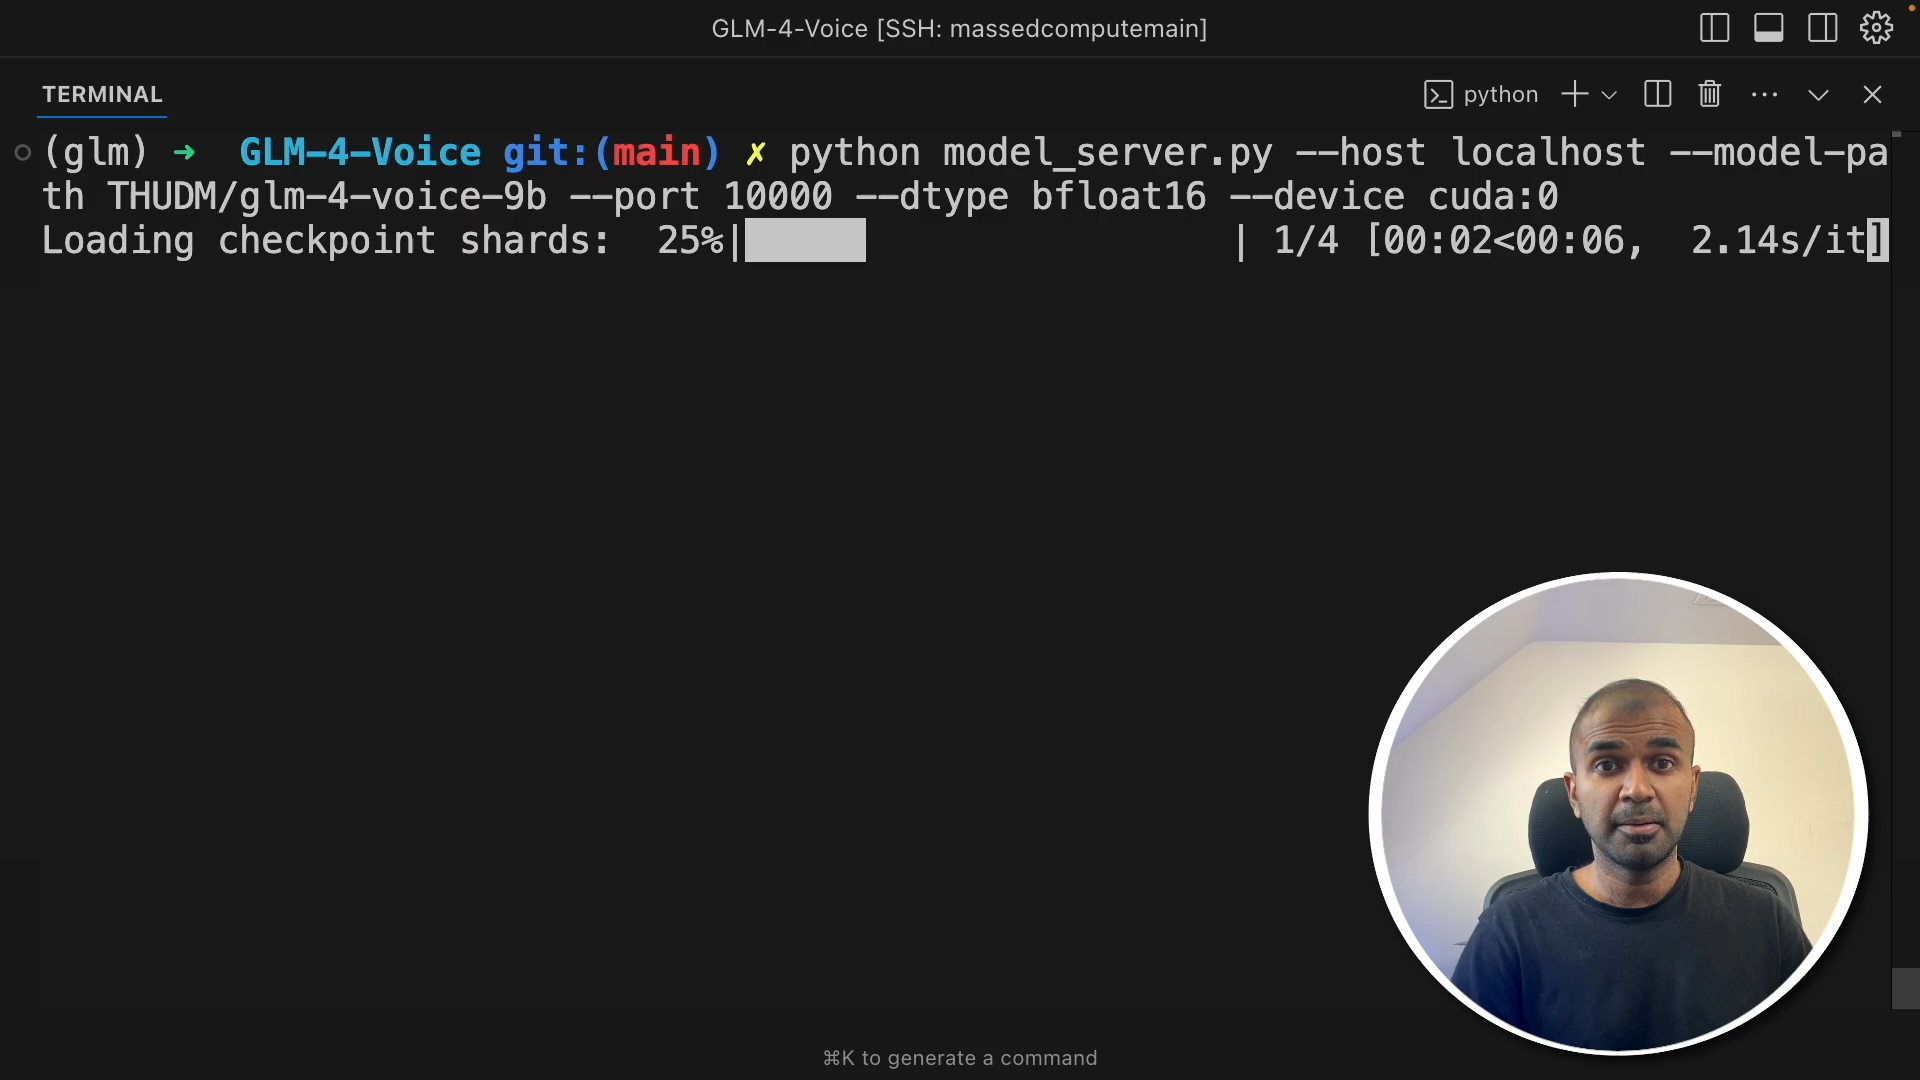 GLM-4-Voice [SSH: massedcomputemain]
TERMINAL
python
(glm) ➜ GLM-4-Voice git:(main) ✗ python model_server.py --host localhost --model-pa
th THUDM/glm-4-voice-9b --port 10000 --dtype bfloat16 --device cuda:0
Loading checkpoint shards: 25%| | 1/4 [00:02<00:06, 2.14s/it]
⌘K to generate a command